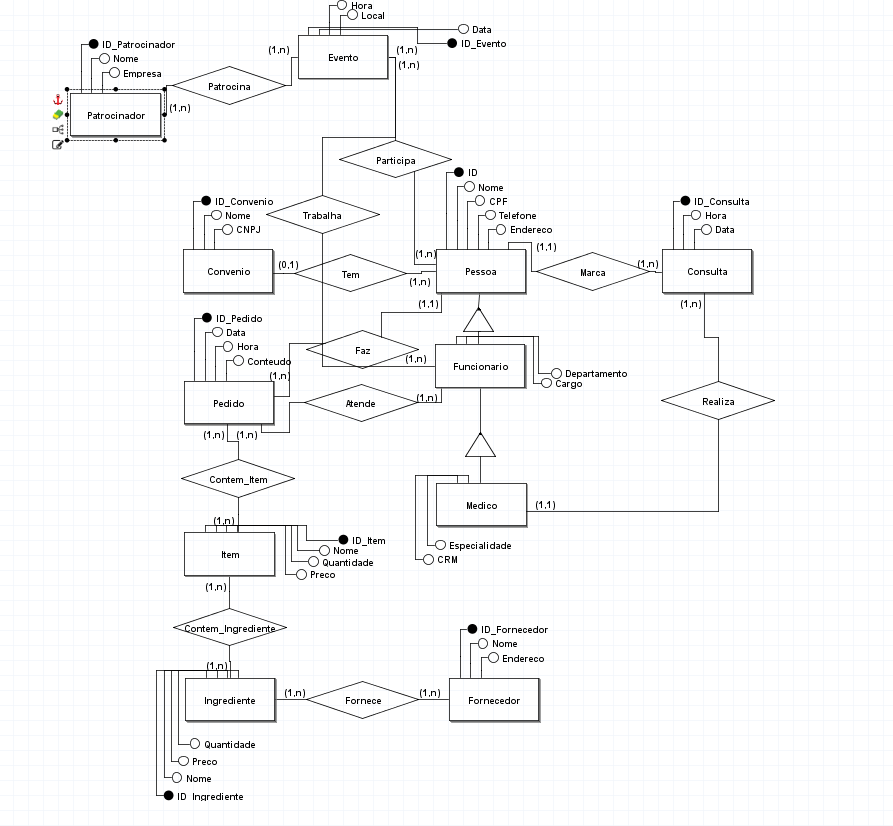 Hora
Local
Data
ID_Evento
(1,n)
Evento
(1,n)
(1,n)
ID_Patrocinador
Nome
Empresa
Patrocina
(1,n)
Patrocinador
Participa
ID
Nome
CPF
Telefone
Endereco
ID_Convenio
Nome
CNPJ
Trabalha
ID_Consulta
Hora
Data
(1,n)
(1,1)
Convenio
(0,1)
Tem
(1,n)
Pessoa
Marca
(1,n)
Consulta
(1,1)
(1,n)
ID_Pedido
Data
Hora
Conteudo
(1,n)
Faz
(1,n)
Funcionario
Departamento
Cargo
Pedido
Atende
(1,n)
Realiza
(1,n)
(1,n)
Contem_Item
Medico
(1,1)
(1,n)
Especialidade
CRM
Item
ID_Item
Nome
Quantidade
Preco
(1,n)
Contem_Ingrediente
(1,n)
ID_Fornecedor
Nome
Endereco
Ingrediente
(1,n)
Fornece
(1,n)
Fornecedor
Quantidade
Preco
Nome
ID_Ingrediente